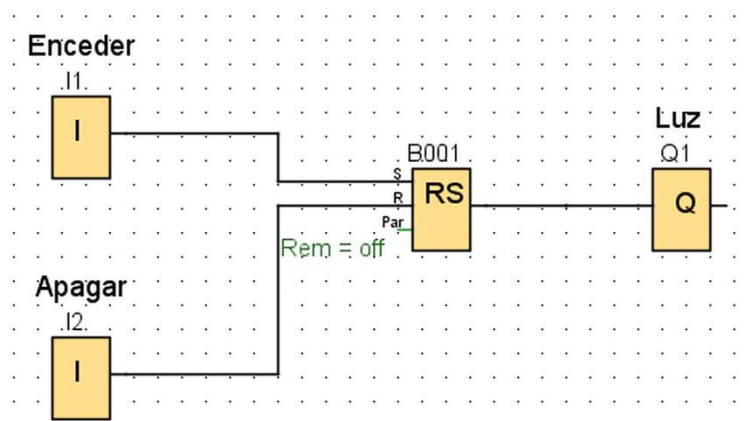 Enceder
I1
I
Luz
B001
Q1
S
R
RS
Q
Par
Rem = off
Apagar
I2
I